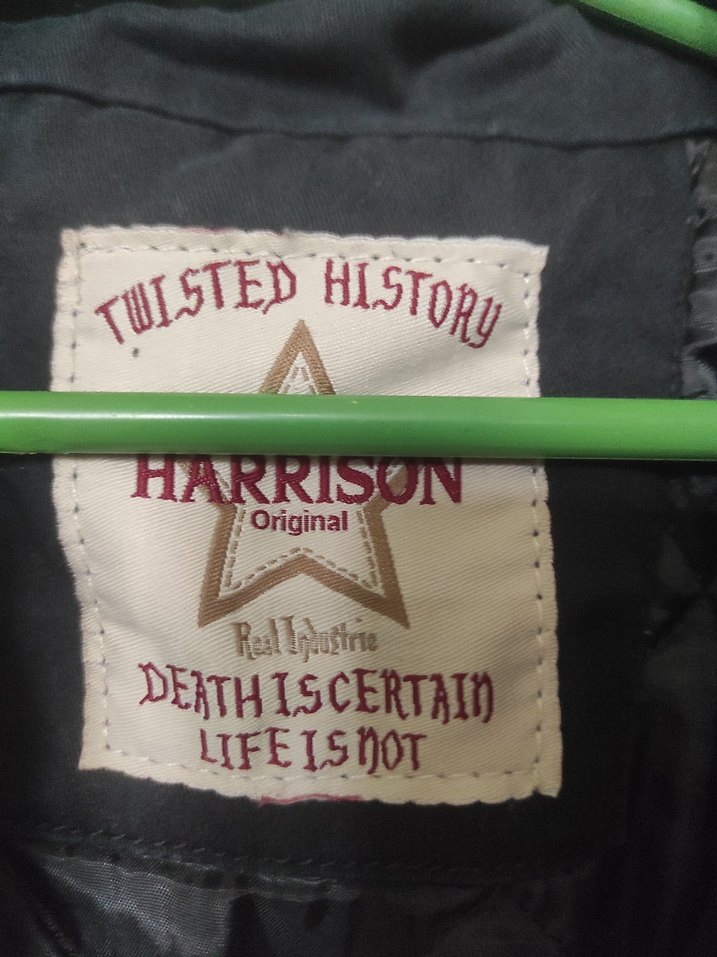 TWISTED HISTORY
HARRISON
Original
Real Industrie
DEATH IS CERTAIN
LIFE IS NOT